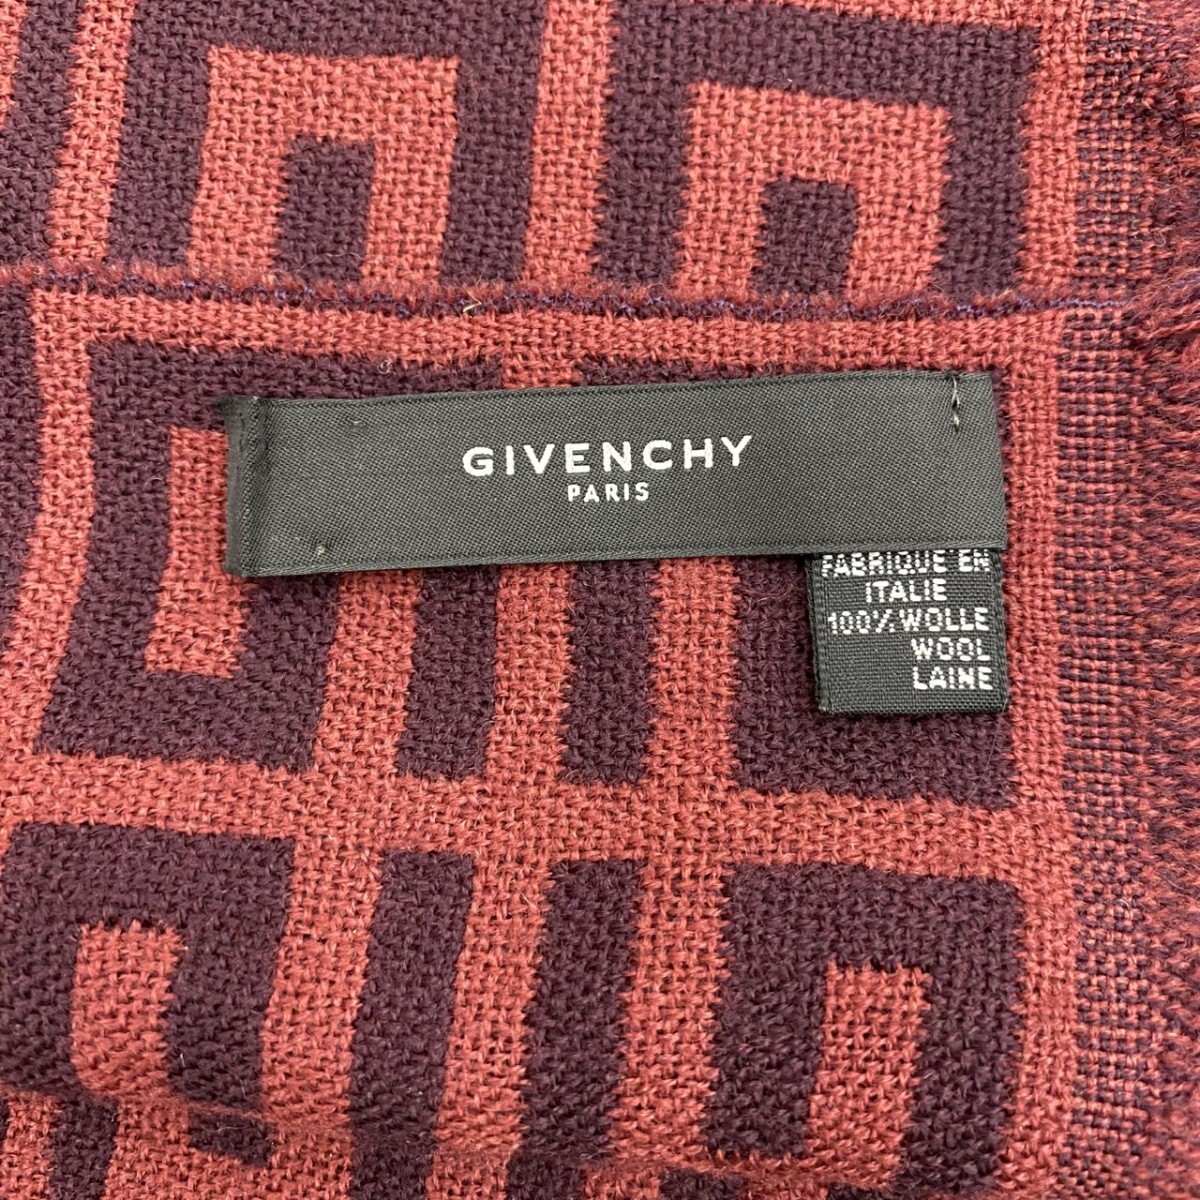 GIVENCHY
PARIS
FABRIQUE EN
ITALIE
100% WOLLE
WOOL
LAINE